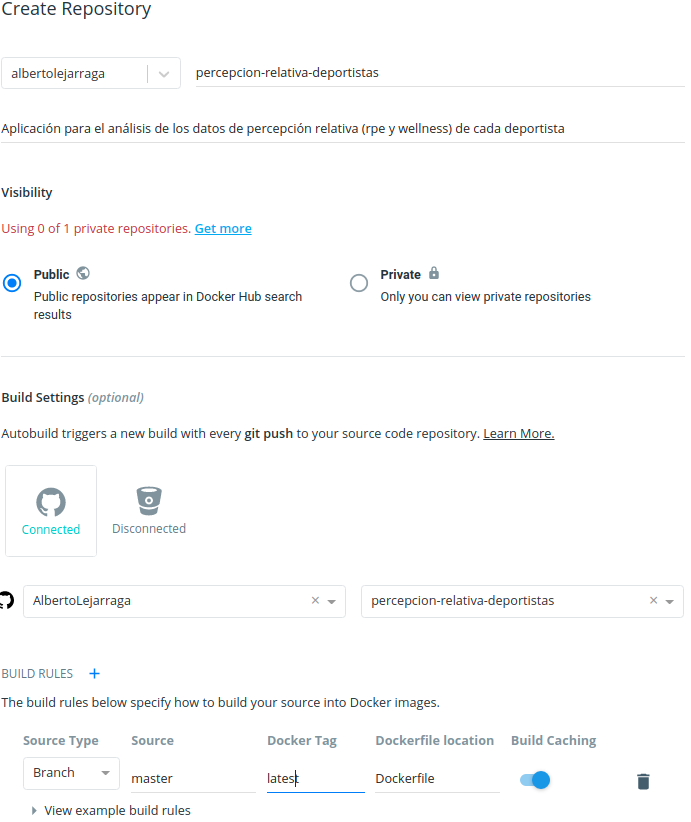 Create Repository
albertolejarraga
percepcion-relativa-deportistas
Aplicación para el análisis de los datos de percepción relativa (rpe y wellness) de cada deportista
Visibility
Using 0 of 1 private repositories. Get more
Public
Public repositories appear in Docker Hub search
results
Private
Only you can view private repositories
Build Settings (optional)
Autobuild triggers a new build with every git push to your source code repository. Learn More.
Connected
Disconnected
AlbertoLejarraga
percepcion-relativa-deportistas
BUILD RULES +
The build rules below specify how to build your source into Docker images.
Source Type Source Docker Tag Dockerfile location Build Caching
Branch master latest Dockerfile
View example build rules